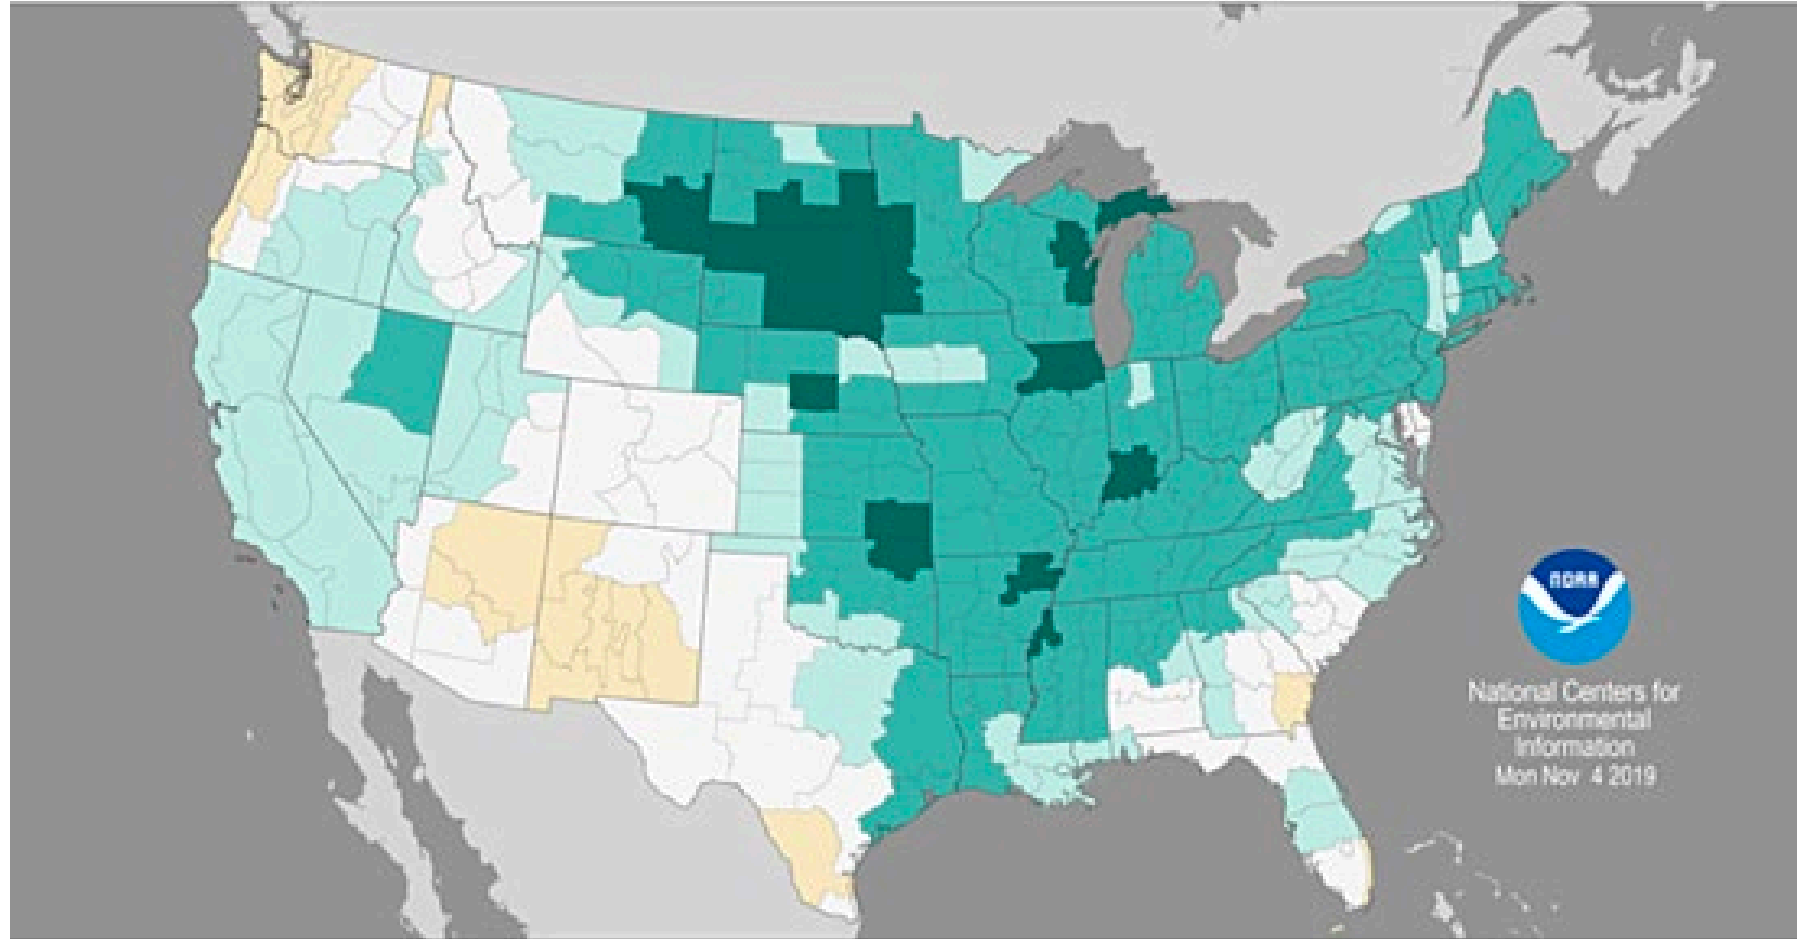 NOAA
National Centers for
Environmental
Information
Mon Nov 4 2019